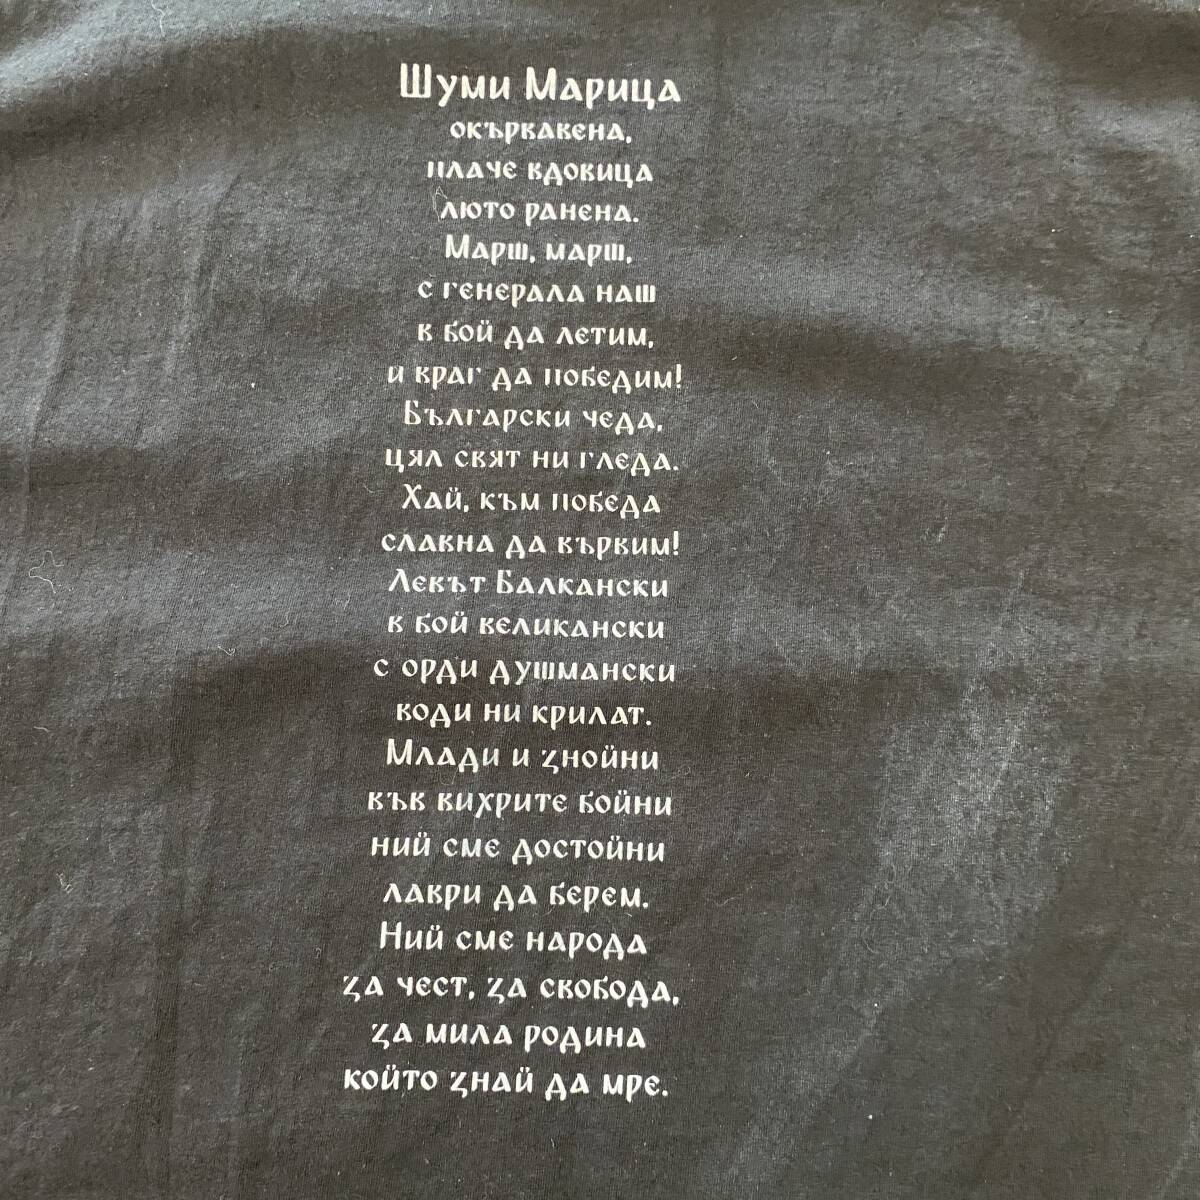 Шуми Марица
окървавена,
плаче вдовица
люто ранена.
Марш, марш,
с генерала наш
в бой да летим,
и враг да победим!
Български чеда,
цял свят ни гледа.
Хай, към победа
славна да вървим!
Левът Балкански
в бой великански
с орди душмански
води ни крилат.
Млади и знойни
във вихрите бойни
ний сме достойни
лаври да берем.
Ний сме народа
за чест, за свобода,
за мила родина
който знай да мре.